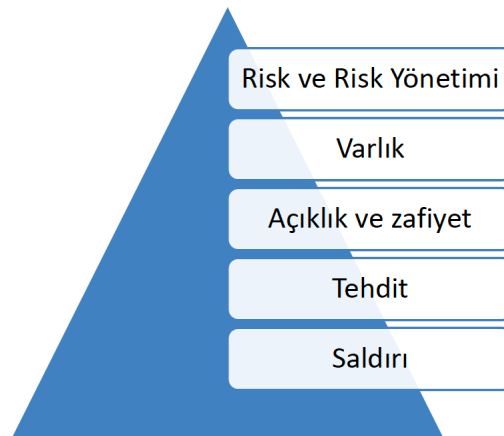 Risk ve Risk Yönetimi
Varlık
Açıklık ve zafiyet
Tehdit
Saldırı